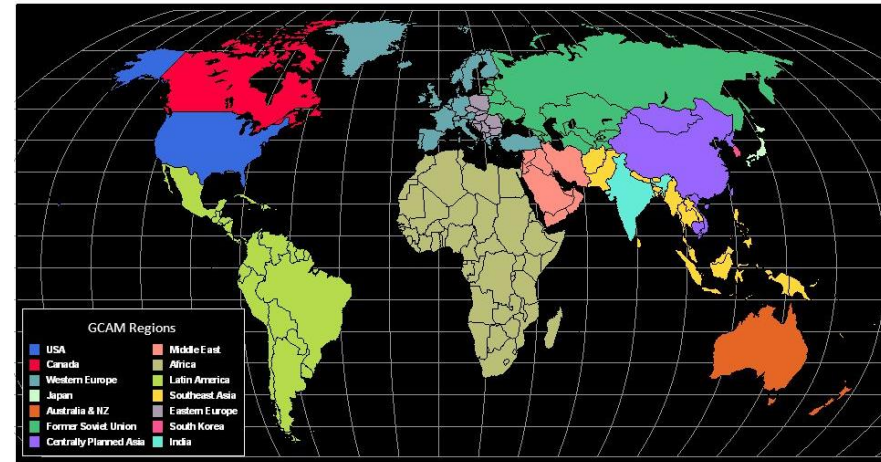 GCAM Regions
USA
Canada
Western Europe
Japan
Australia & NZ
Former Soviet Union
Centrally Planned Asia
Middle East
Africa
Latin America
Southeast Asia
Eastern Europe
South Korea
India